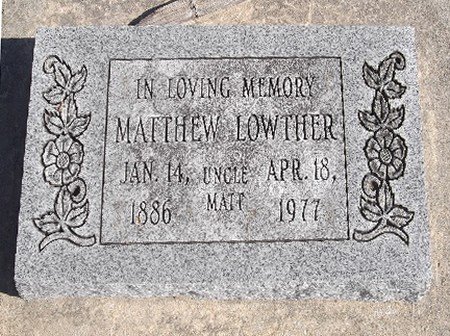 IN LOVING MEMORY
MATTHEW LOWTHER
JAN. 14, UNCLE APR. 18,
1886 MATT 1977